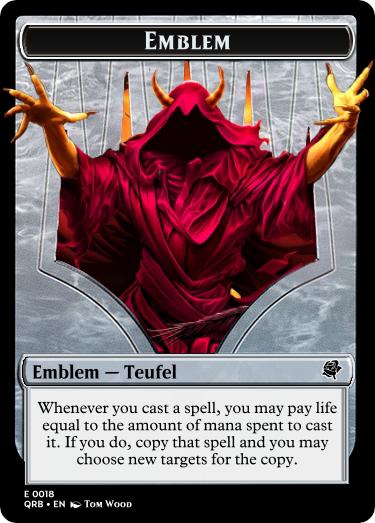 Emblem
Emblem — Teufel
Whenever you cast a spell, you may pay life
equal to the amount of mana spent to cast
it. If you do, copy that spell and you may
choose new targets for the copy.
E 0018
QRB • EN Tom Wood